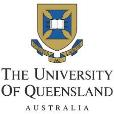 THE UNIVERSITY
OF QUEENSLAND
AUSTRALIA